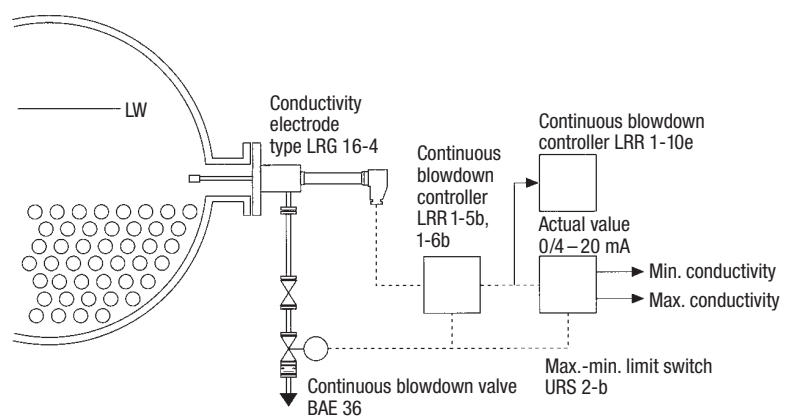 LW
Conductivity
electrode
type LRG 16-4
Continuous
blowdown
controller
LRR 1-5b,
1-6b
Continuous blowdown
controller LRR 1-10e
Actual value
0/4 – 20 mA
Min. conductivity
Max. conductivity
Max.-min. limit switch
URS 2-b
Continuous blowdown valve
BAE 36